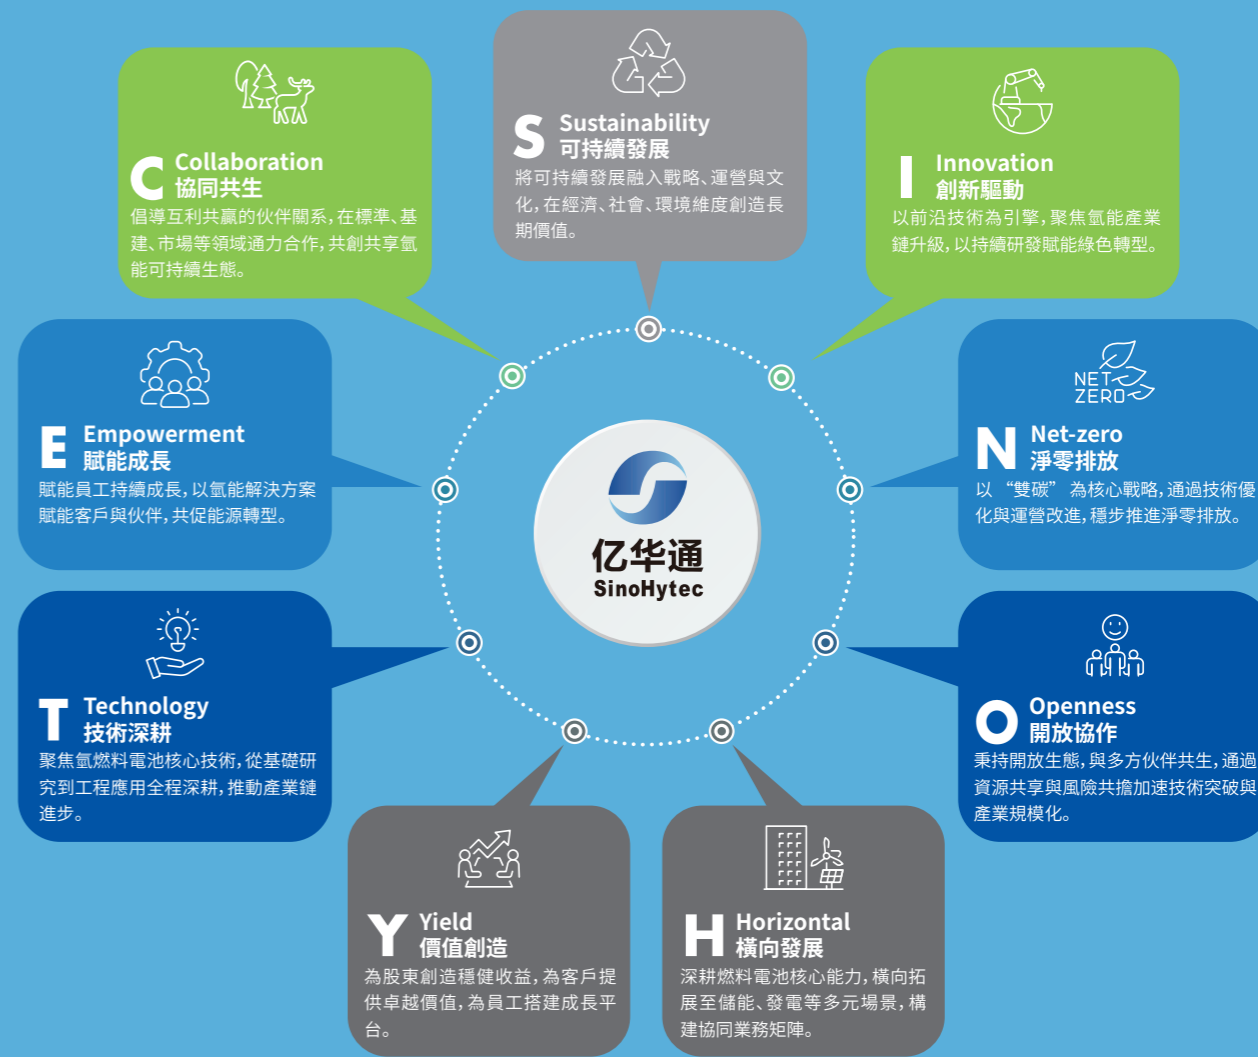 S
Sustainability
可持續發展
將可持續發展融入戰略、運營與文
化,在經濟、社會、環境維度創造長
期價值。
I
Innovation
創新驅動
以前沿技術為引擎,聚焦氫能產業
鏈升級,以持續研發賦能綠色轉型。
NET
ZERO
N
Net-zero
淨零排放
以 “雙碳” 為核心戰略,通過技術優
化與運營改進,穩步推進淨零排放。
O
Openness
開放協作
秉持開放生態,與多方伙伴共生,通過
資源共享與風險共擔加速技術突破與
產業規模化。
H
Horizontal
橫向發展
深耕燃料電池核心能力,橫向拓
展至儲能、發電等多元場景,構
建協同業務矩陣。
Y
Yield
價值創造
為股東創造穩健收益,為客戶提
供卓越價值,為員工搭建成長平
台。
T
Technology
技術深耕
聚焦氫燃料電池核心技術,從基礎研
究到工程應用全程深耕,推動產業鏈
進步。
E
Empowerment
賦能成長
賦能員工持續成長,以氫能解決方案
賦能客戶與伙伴,共促能源轉型。
C
Collaboration
協同共生
倡導互利共贏的伙伴關系,在標準、基
建、市場等領域通力合作,共創共享氫
能可持續生態。
亿华通
SinoHytec